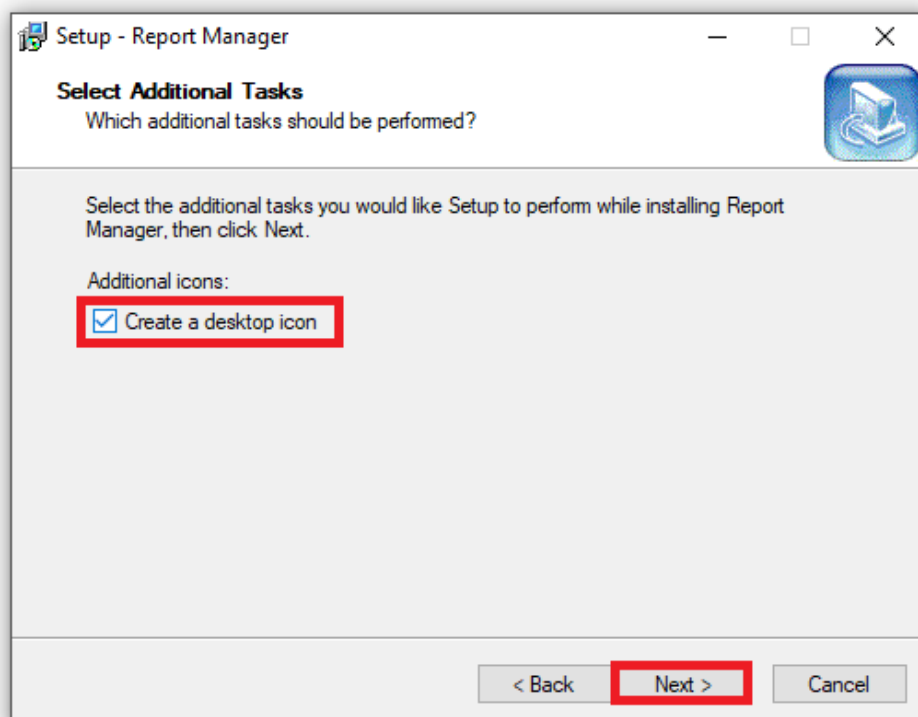 Setup - Report Manager
Select Additional Tasks
Which additional tasks should be performed?
Select the additional tasks you would like Setup to perform while installing Report
Manager, then click Next.
Additional icons:
Create a desktop icon
< Back
Next >
Cancel